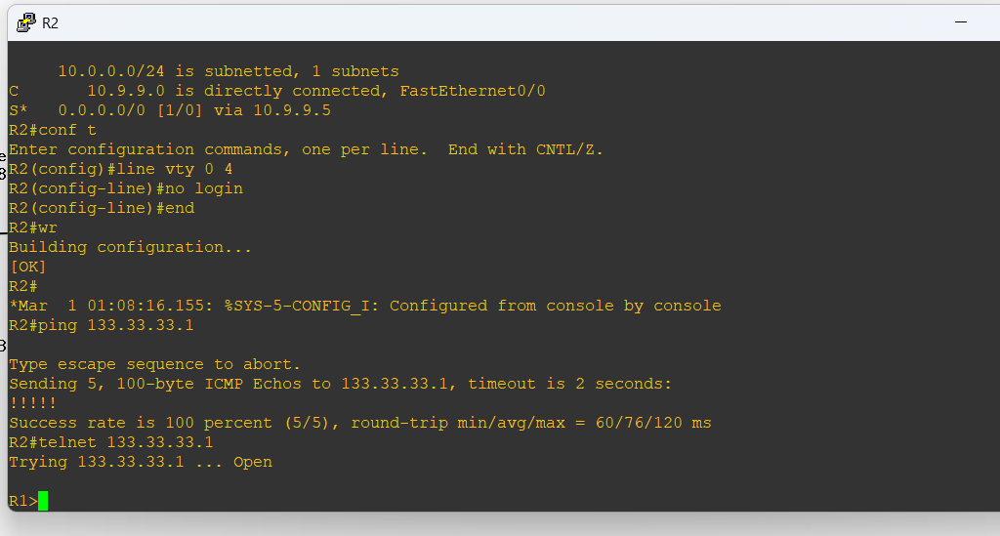 R2
10.0.0.0/24 is subnetted, 1 subnets
C       10.9.9.0 is directly connected, FastEthernet0/0
S*   0.0.0.0/0 [1/0] via 10.9.9.5
R2#conf t
Enter configuration commands, one per line.  End with CNTL/Z.
R2(config)#line vty 0 4
R2(config-line)#no login
R2(config-line)#end
R2#wr
Building configuration...
[OK]
R2#
*Mar  1 01:08:16.155: %SYS-5-CONFIG_I: Configured from console by console
R2#ping 133.33.33.1
Type escape sequence to abort.
Sending 5, 100-byte ICMP Echos to 133.33.33.1, timeout is 2 seconds:
!!!!!
Success rate is 100 percent (5/5), round-trip min/avg/max = 60/76/120 ms
R2#telnet 133.33.33.1
Trying 133.33.33.1 ... Open
R1>